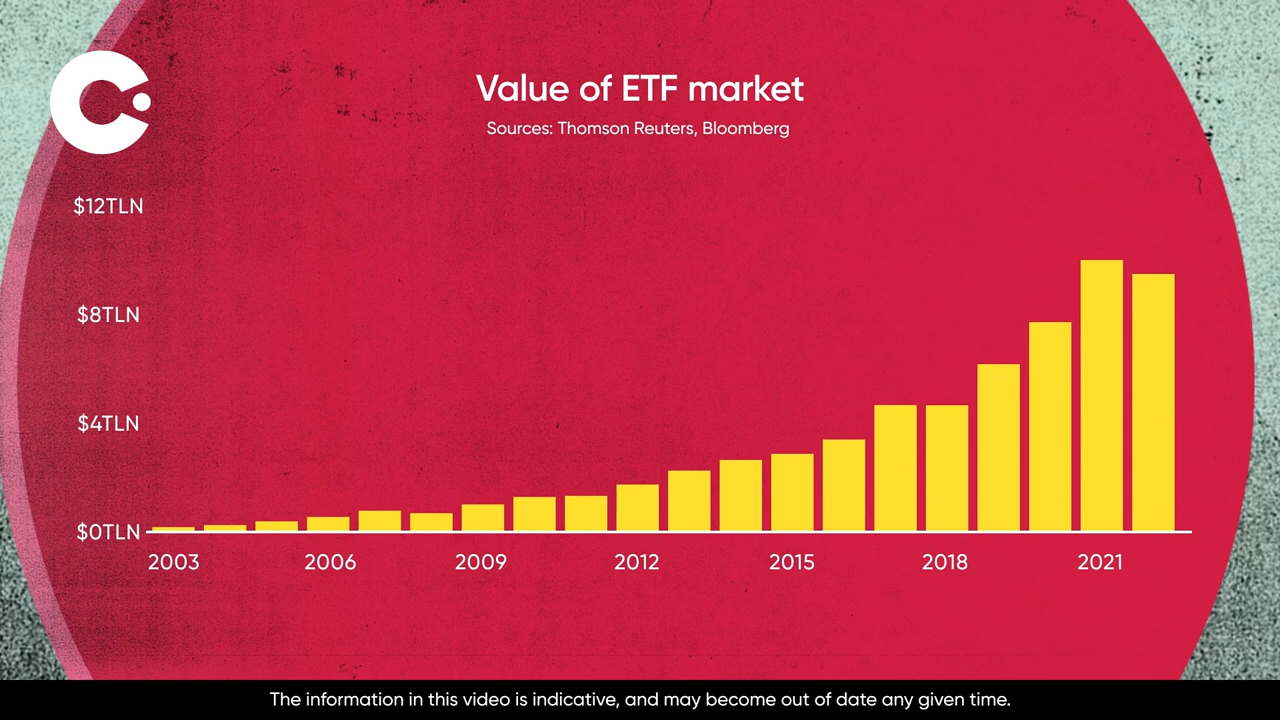 Value of ETF market
Sources: Thomson Reuters, Bloomberg
$12TLN
$8TLN
$4TLN
$0TLN
2003 2006 2009 2012 2015 2018 2021
The information in this video is indicative, and may become out of date any given time.